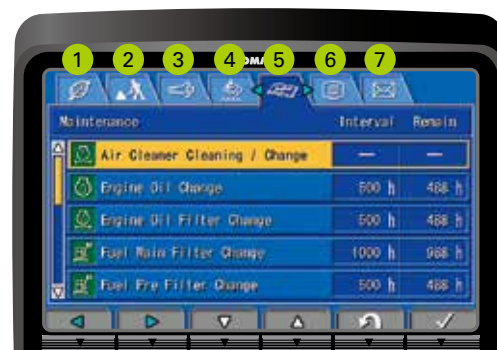 1 2 3 4 5 6 7
OMA
Maintenance Interval Remain
Air Cleaner Cleaning / Change — —
Engine Oil Change 500 h 488 h
Engine Oil Filter Change 500 h 488 h
Fuel Main Filter Change 1000 h 988 h
Fuel Pre Filter Change 500 h 488 h